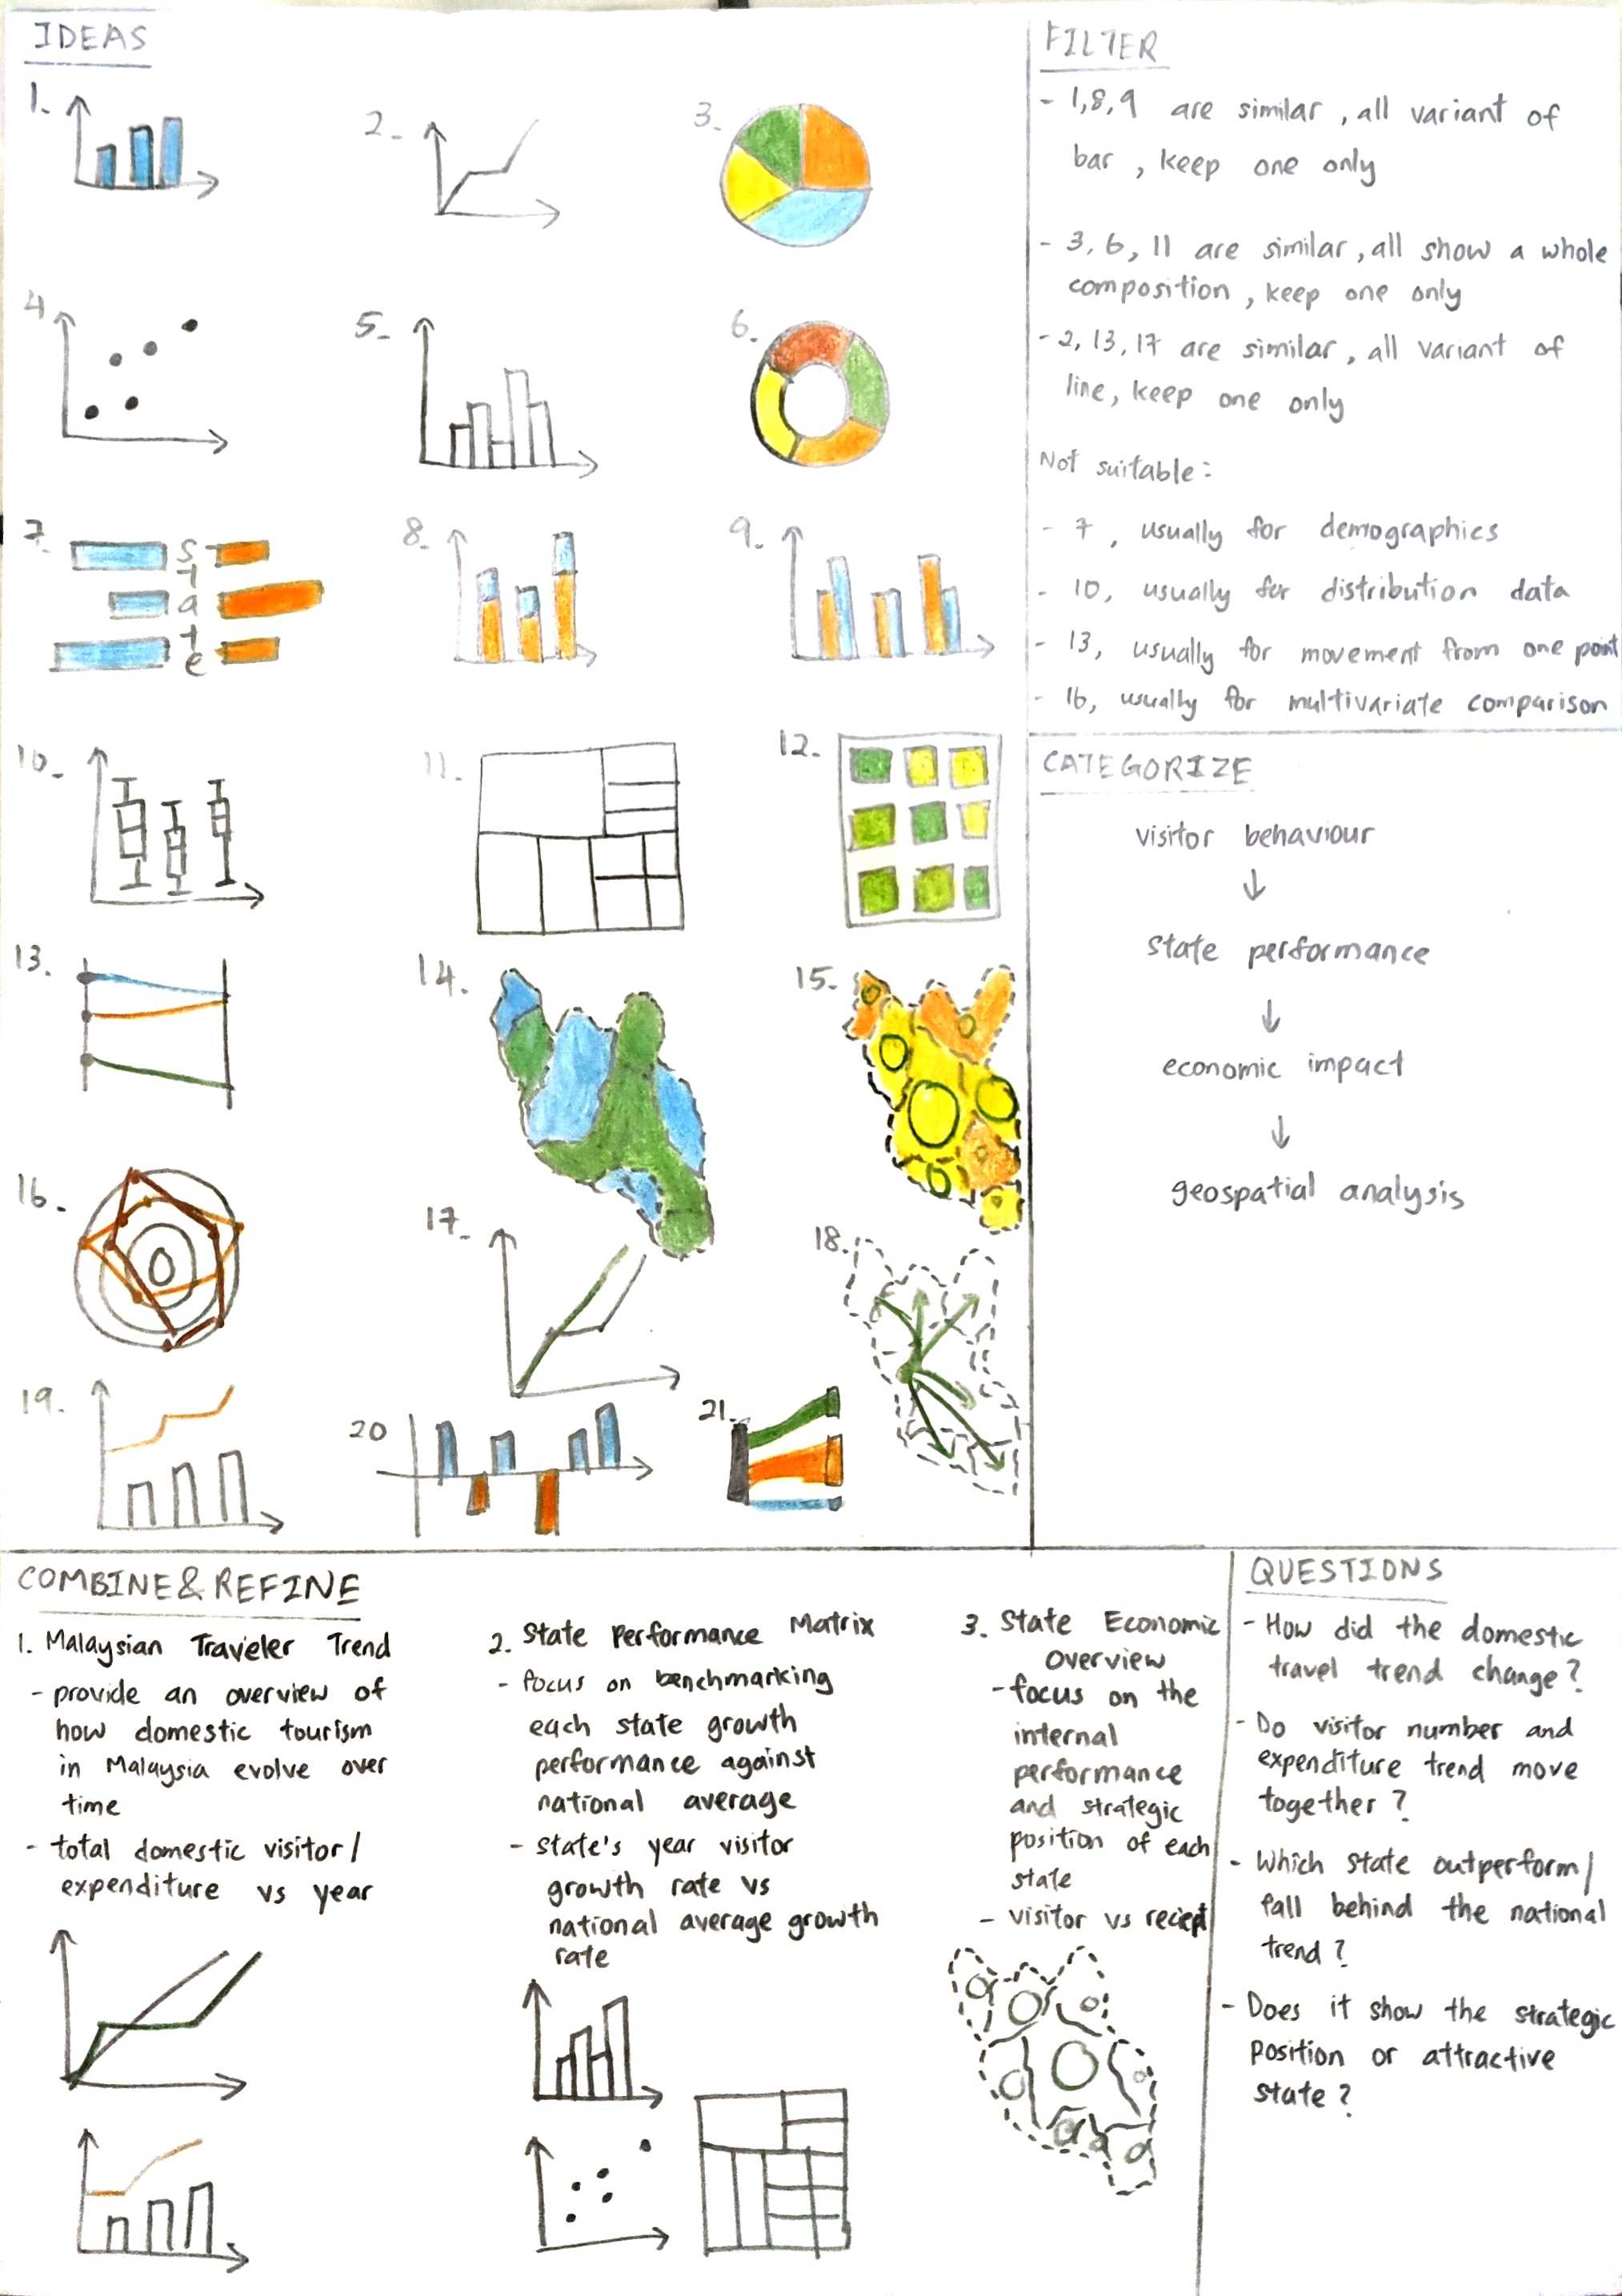 IDEAS
1.
2-
3.
4
5-
6.
7.
S
t
a
t
e
8.
9.
10-
11.
12.
13.
14.
15.
16.
17.
18.
19.
20
21.
FILTER
- 1,8,9 are similar, all variant of
bar, keep one only
- 3, 6, 11 are similar, all show a whole
composition, keep one only
- 2, 13, 17 are similar, all variant of
line, keep one only
Not suitable:
- 7, usually for demographics
- 10, usually for distribution data
- 13, usually for movement from one point
- 16, usually for multivariate comparison
CATEGORIZE
visitor behaviour
↓
state performance
↓
economic impact
↓
geospatial analysis
COMBINE & REFINE
1. Malaysian Traveler Trend
- provide an overview of
how domestic tourism
in Malaysia evolve over
time
- total domestic visitor/
expenditure vs year
2. State Performance Matrix
- focus on benchmarking
each state growth
performance against
national average
- state's year visitor
growth rate vs
national average growth
rate
3. State Economic
Overview
- focus on the
internal
performance
and strategic
position of each
state
- visitor vs reciept
QUESTIONS
- How did the domestic
travel trend change?
- Do visitor number and
expenditure trend move
together?
- Which state outperform/
fall behind the national
trend?
- Does it show the strategic
position or attractive
state?